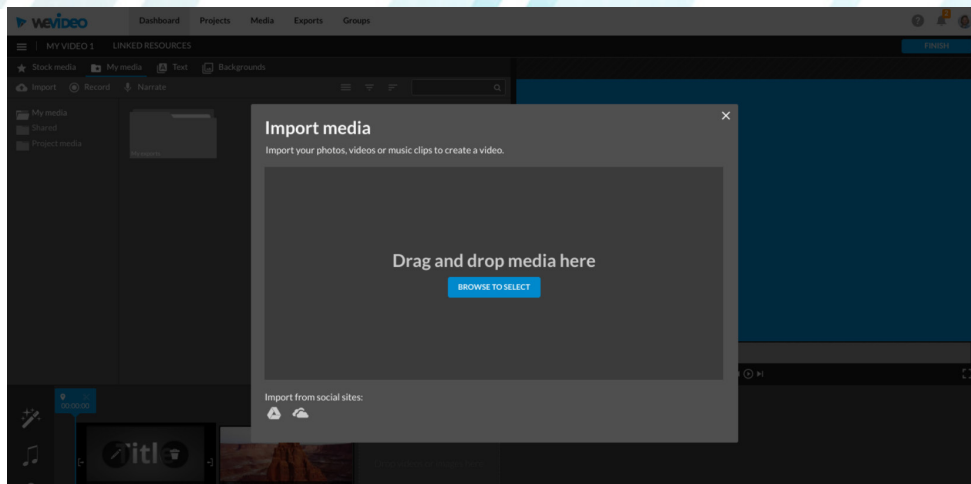 WEVIDEO Dashboard Projects Media Exports Groups
MY VIDEO 1 LINKED RESOURCES FINISH
Stock media My media Text Backgrounds
Import Record Narrate
My media
Shared
Project media
Import media
Import your photos, videos or music clips to create a video.
Drag and drop media here
BROWSE TO SELECT
Import from social sites:
00:00:00
Title